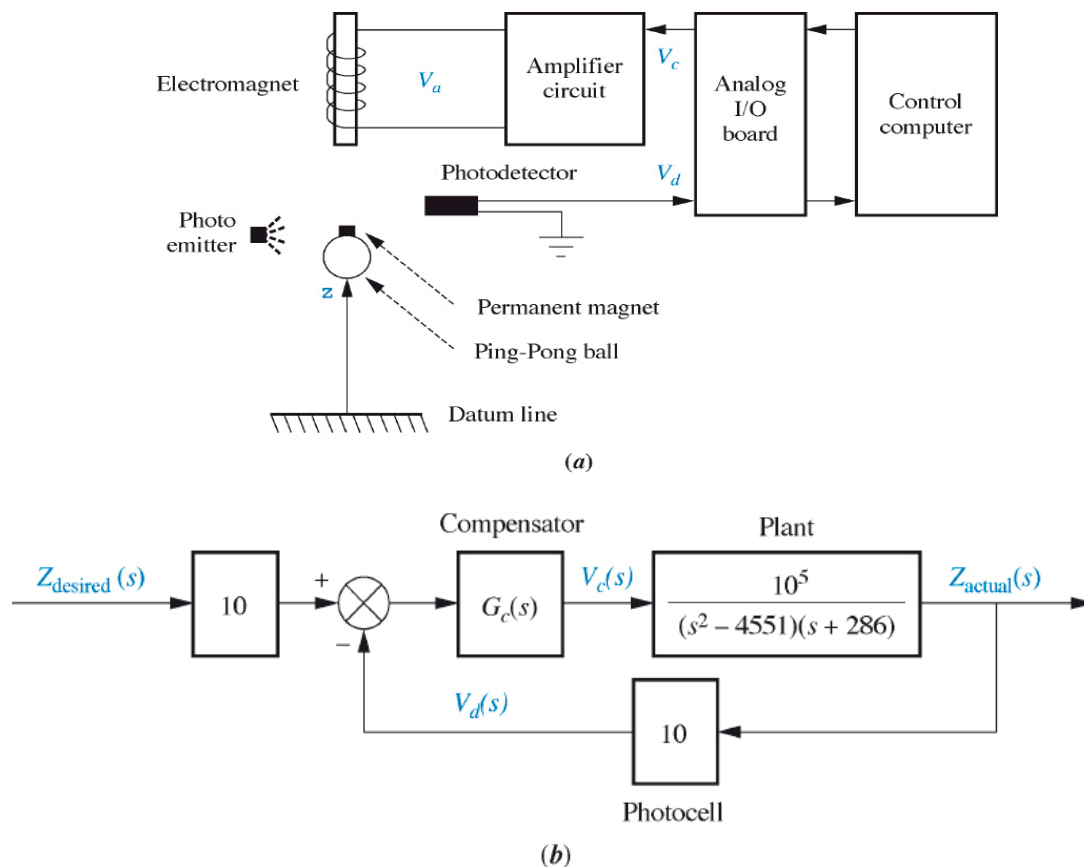 Electromagnet
V_a
Amplifier
circuit
V_c
Analog
I/O
board
Control
computer
Photodetector
V_d
Photo
emitter
z
Permanent magnet
Ping-Pong ball
Datum line
(a)
Compensator
Plant
Z_desired (s)
10
+
−
G_c(s)
V_c(s)
10^5
(s^2 − 4551)(s + 286)
Z_actual(s)
V_d(s)
10
Photocell
(b)